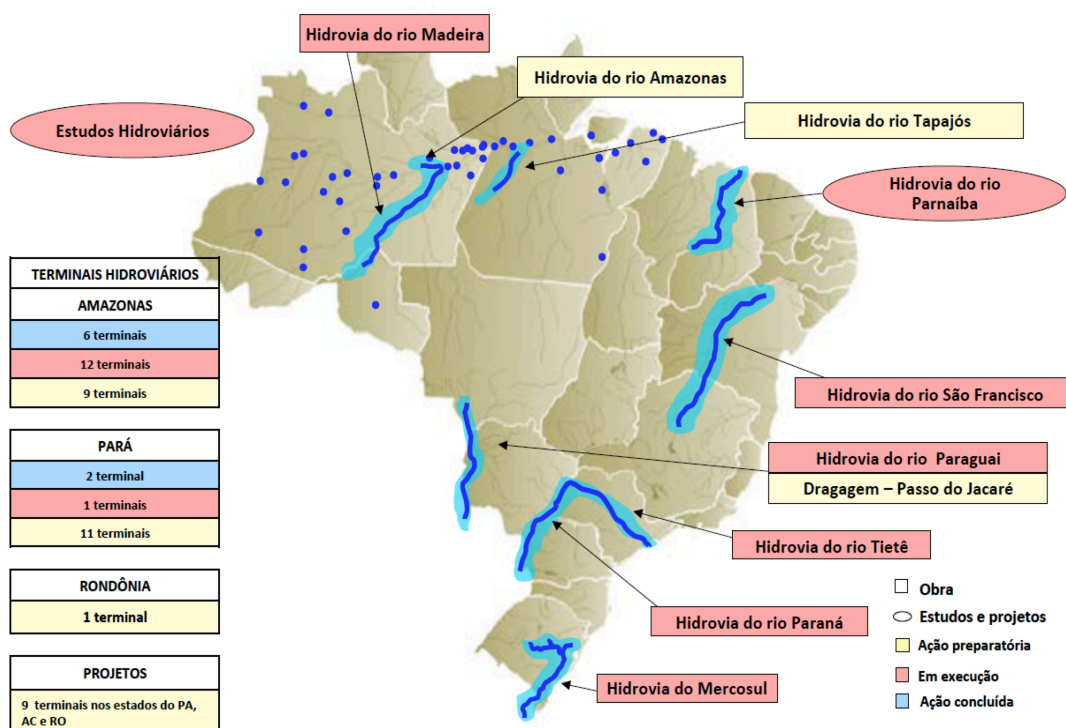 Hidrovia do rio Madeira
Hidrovia do rio Amazonas
Estudos Hidroviários
Hidrovia do rio Tapajós
Hidrovia do rio
Parnaíba
TERMINAIS HIDROVIÁRIOS
AMAZONAS
6 terminais
12 terminais
9 terminais
Hidrovia do rio São Francisco
PARÁ
2 terminal
1 terminais
11 terminais
Hidrovia do rio Paraguai
Dragagem – Passo do Jacaré
Hidrovia do rio Tietê
RONDÔNIA
1 terminal
Hidrovia do rio Paraná
PROJETOS
9 terminais nos estados do PA,
AC e RO
Hidrovia do Mercosul
Obra
Estudos e projetos
Ação preparatória
Em execução
Ação concluída